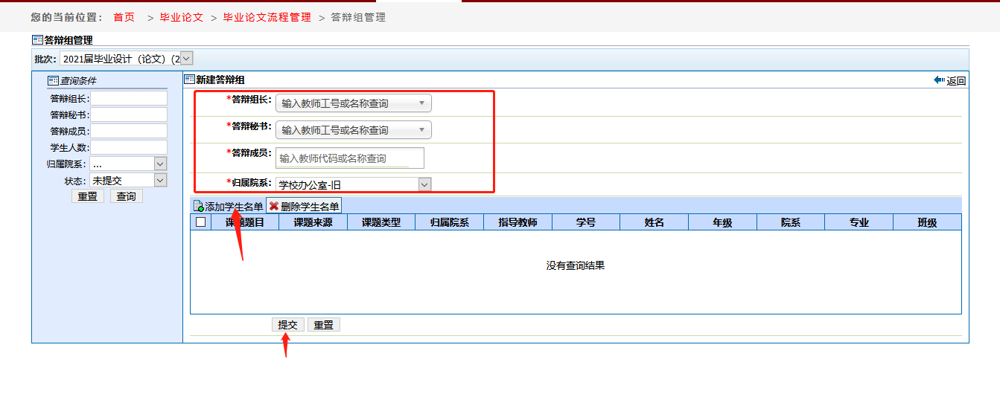 您的当前位置： 首页 > 毕业论文 > 毕业论文流程管理 > 答辩组管理
答辩组管理
批次: 2021届毕业设计（论文）(2
查询条件
答辩组长:
答辩秘书:
答辩成员:
学生人数:
归属院系: ...
状态: 未提交
重置 查询
新建答辩组 返回
*答辩组长: 输入教师工号或名称查询
*答辩秘书: 输入教师工号或名称查询
*答辩成员: 输入教师代码或名称查询
*归属院系: 学校办公室-旧
添加学生名单 删除学生名单
课题题目 课题来源 课题类型 归属院系 指导教师 学号 姓名 年级 院系 专业 班级
没有查询结果
提交 重置